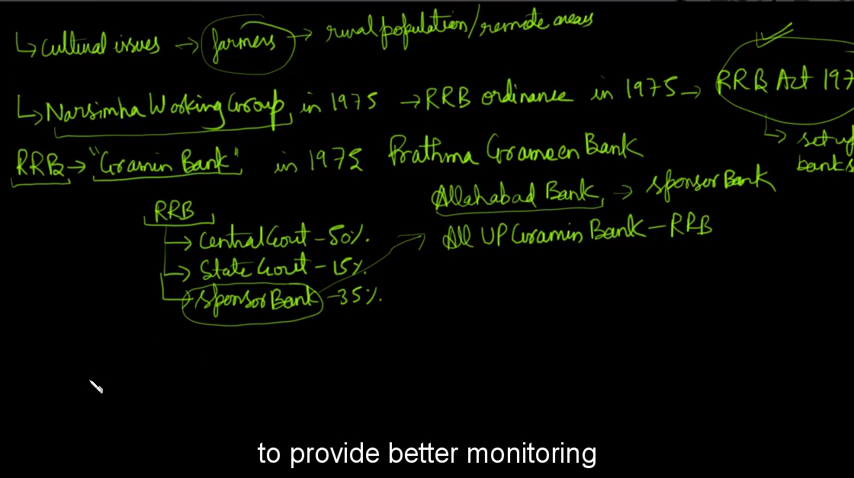 ↳ Cultural issues → farmers → rural population/remote areas
↳ Narsimha Working Group, in 1975 → RRB ordinance in 1975 → RRB Act 197
↳ set up
banks
RRB → "Gramin Bank" in 1975 Prathma Grameen Bank
Allahabad Bank, → sponsor Bank
All UP Gramin Bank - RRB
RRB
→ Central Govt - 50%.
→ State Govt - 15%.
→ Sponsor Bank - 35%.
to provide better monitoring